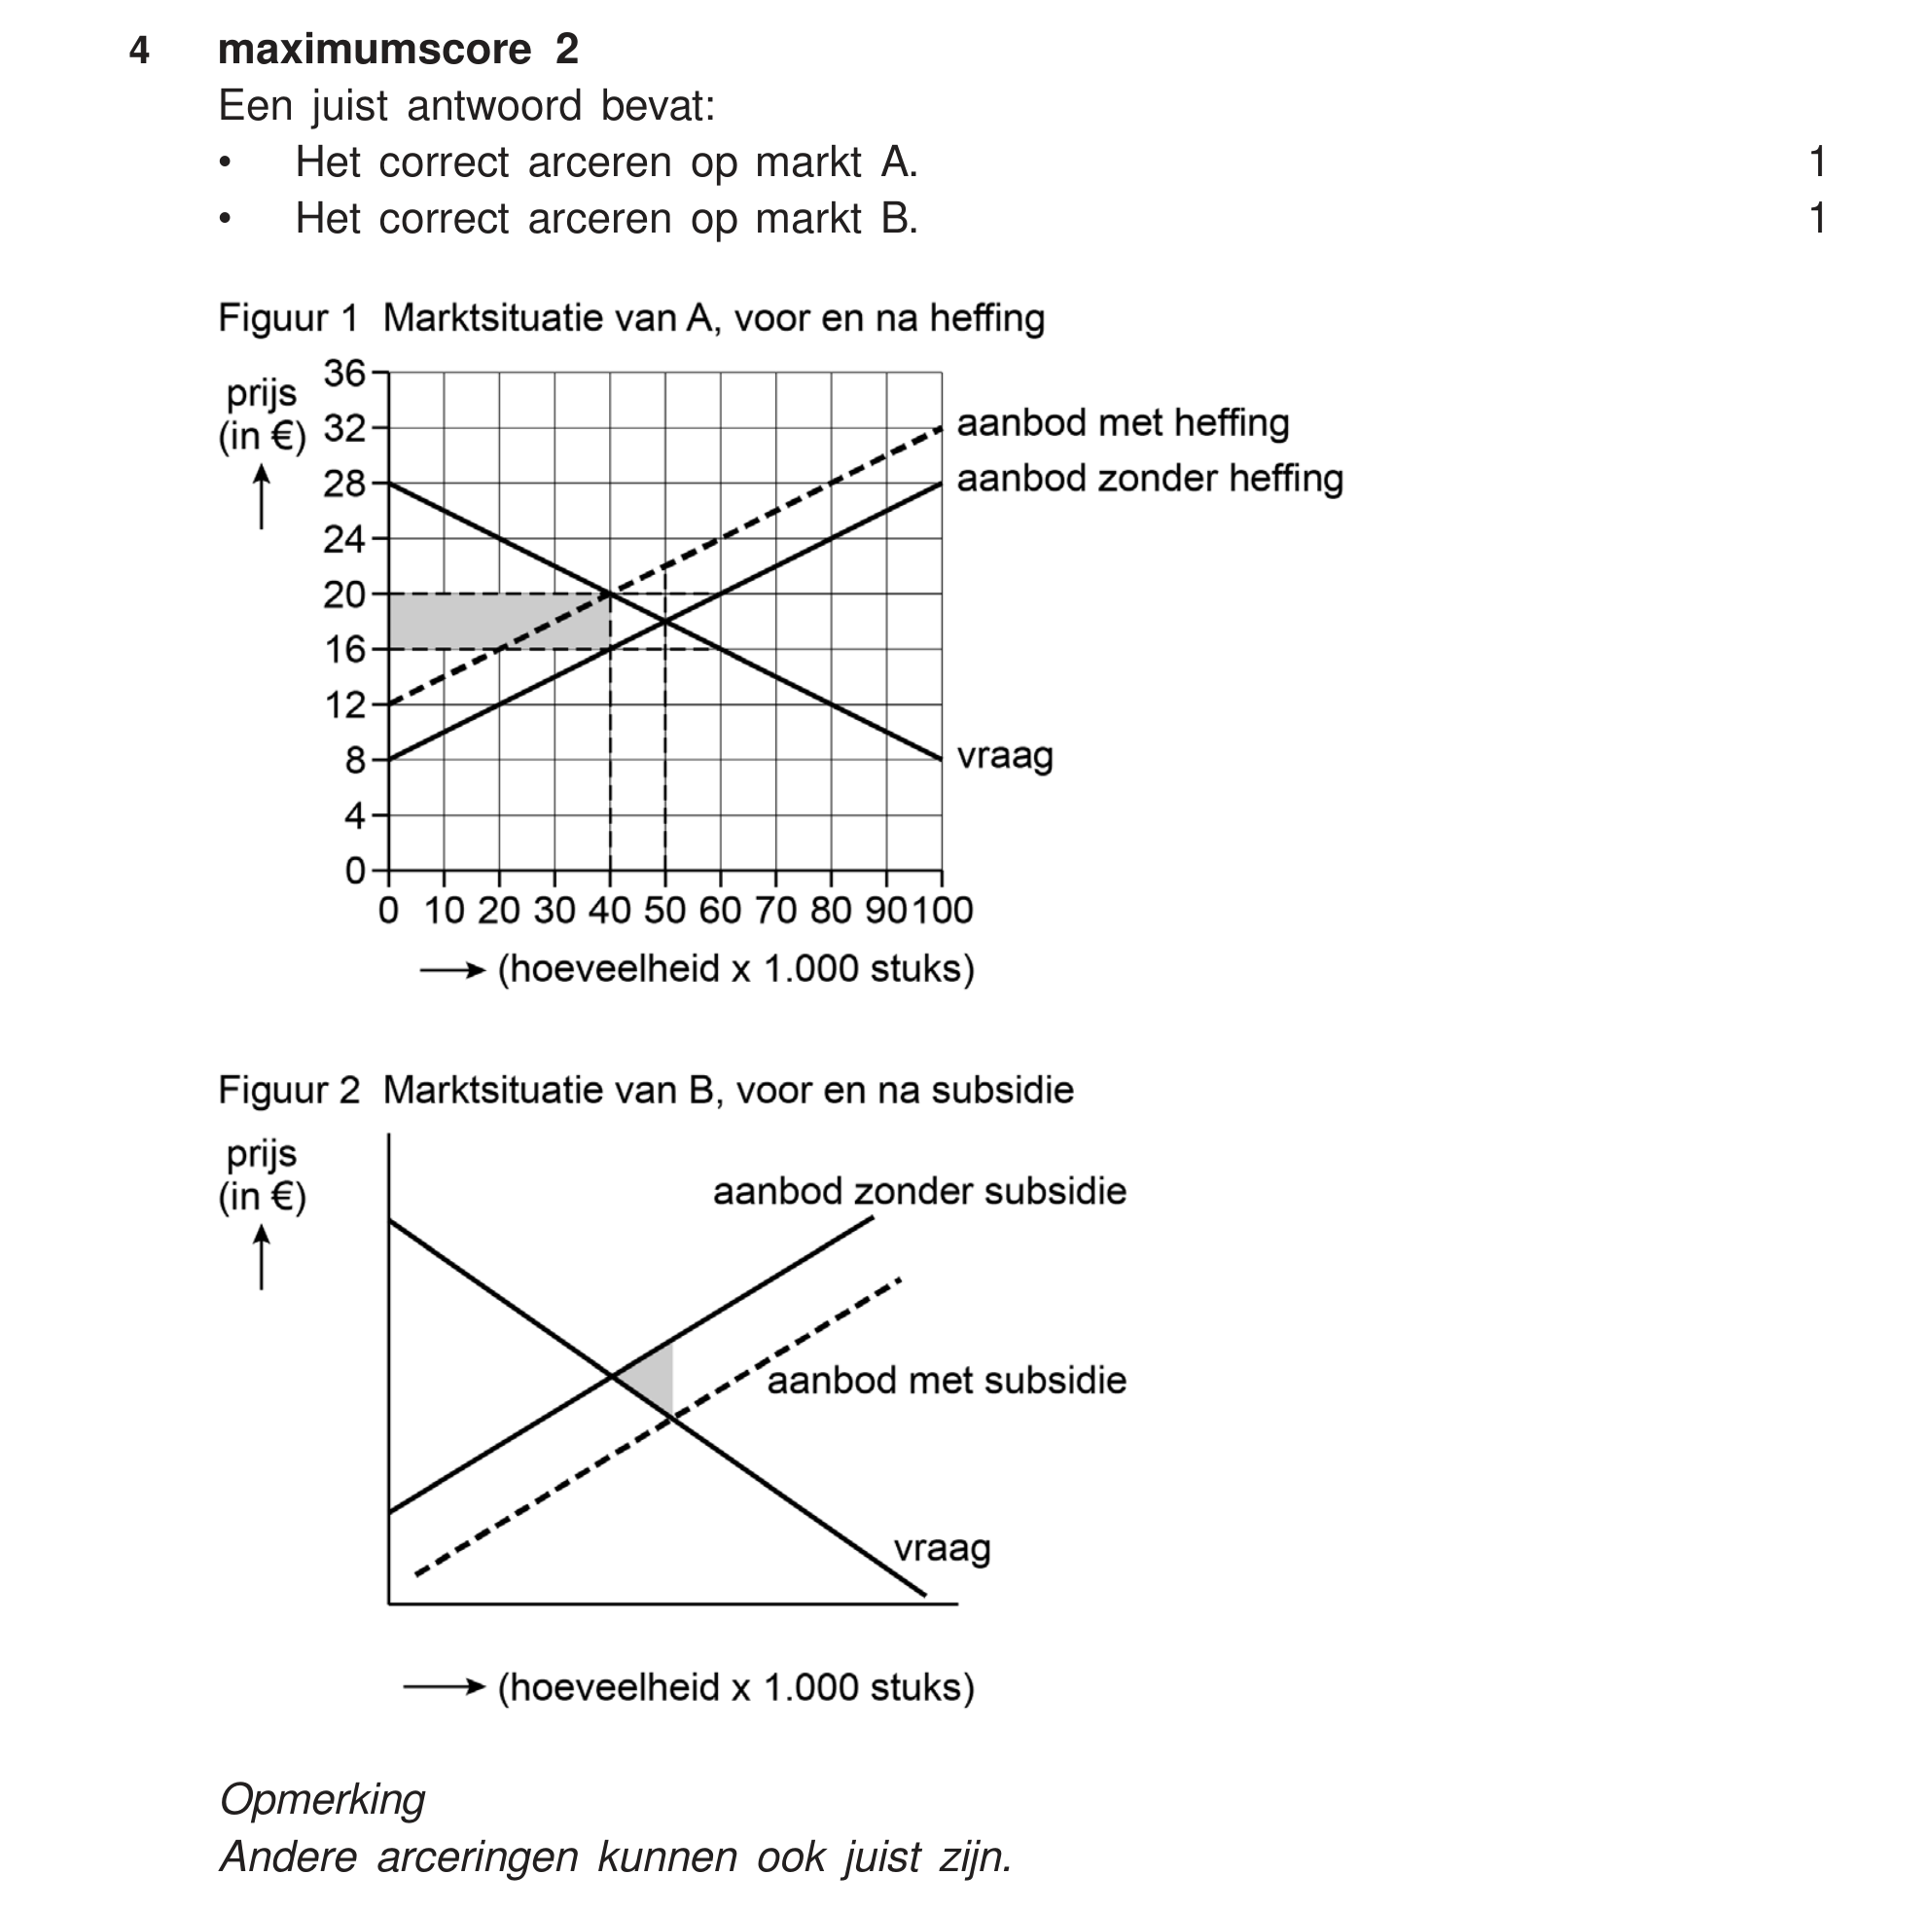 4 maximumscore 2
Een juist antwoord bevat:
• Het correct arceren op markt A. 1
• Het correct arceren op markt B. 1
Figuur 1 Marktsituatie van A, voor en na heffing
prijs
(in €)
36
32
28
24
20
16
12
8
4
0
aanbod met heffing
aanbod zonder heffing
vraag
0 10 20 30 40 50 60 70 80 90 100
(hoeveelheid x 1.000 stuks)
Figuur 2 Marktsituatie van B, voor en na subsidie
prijs
(in €)
aanbod zonder subsidie
aanbod met subsidie
vraag
(hoeveelheid x 1.000 stuks)
Opmerking
Andere arceringen kunnen ook juist zijn.